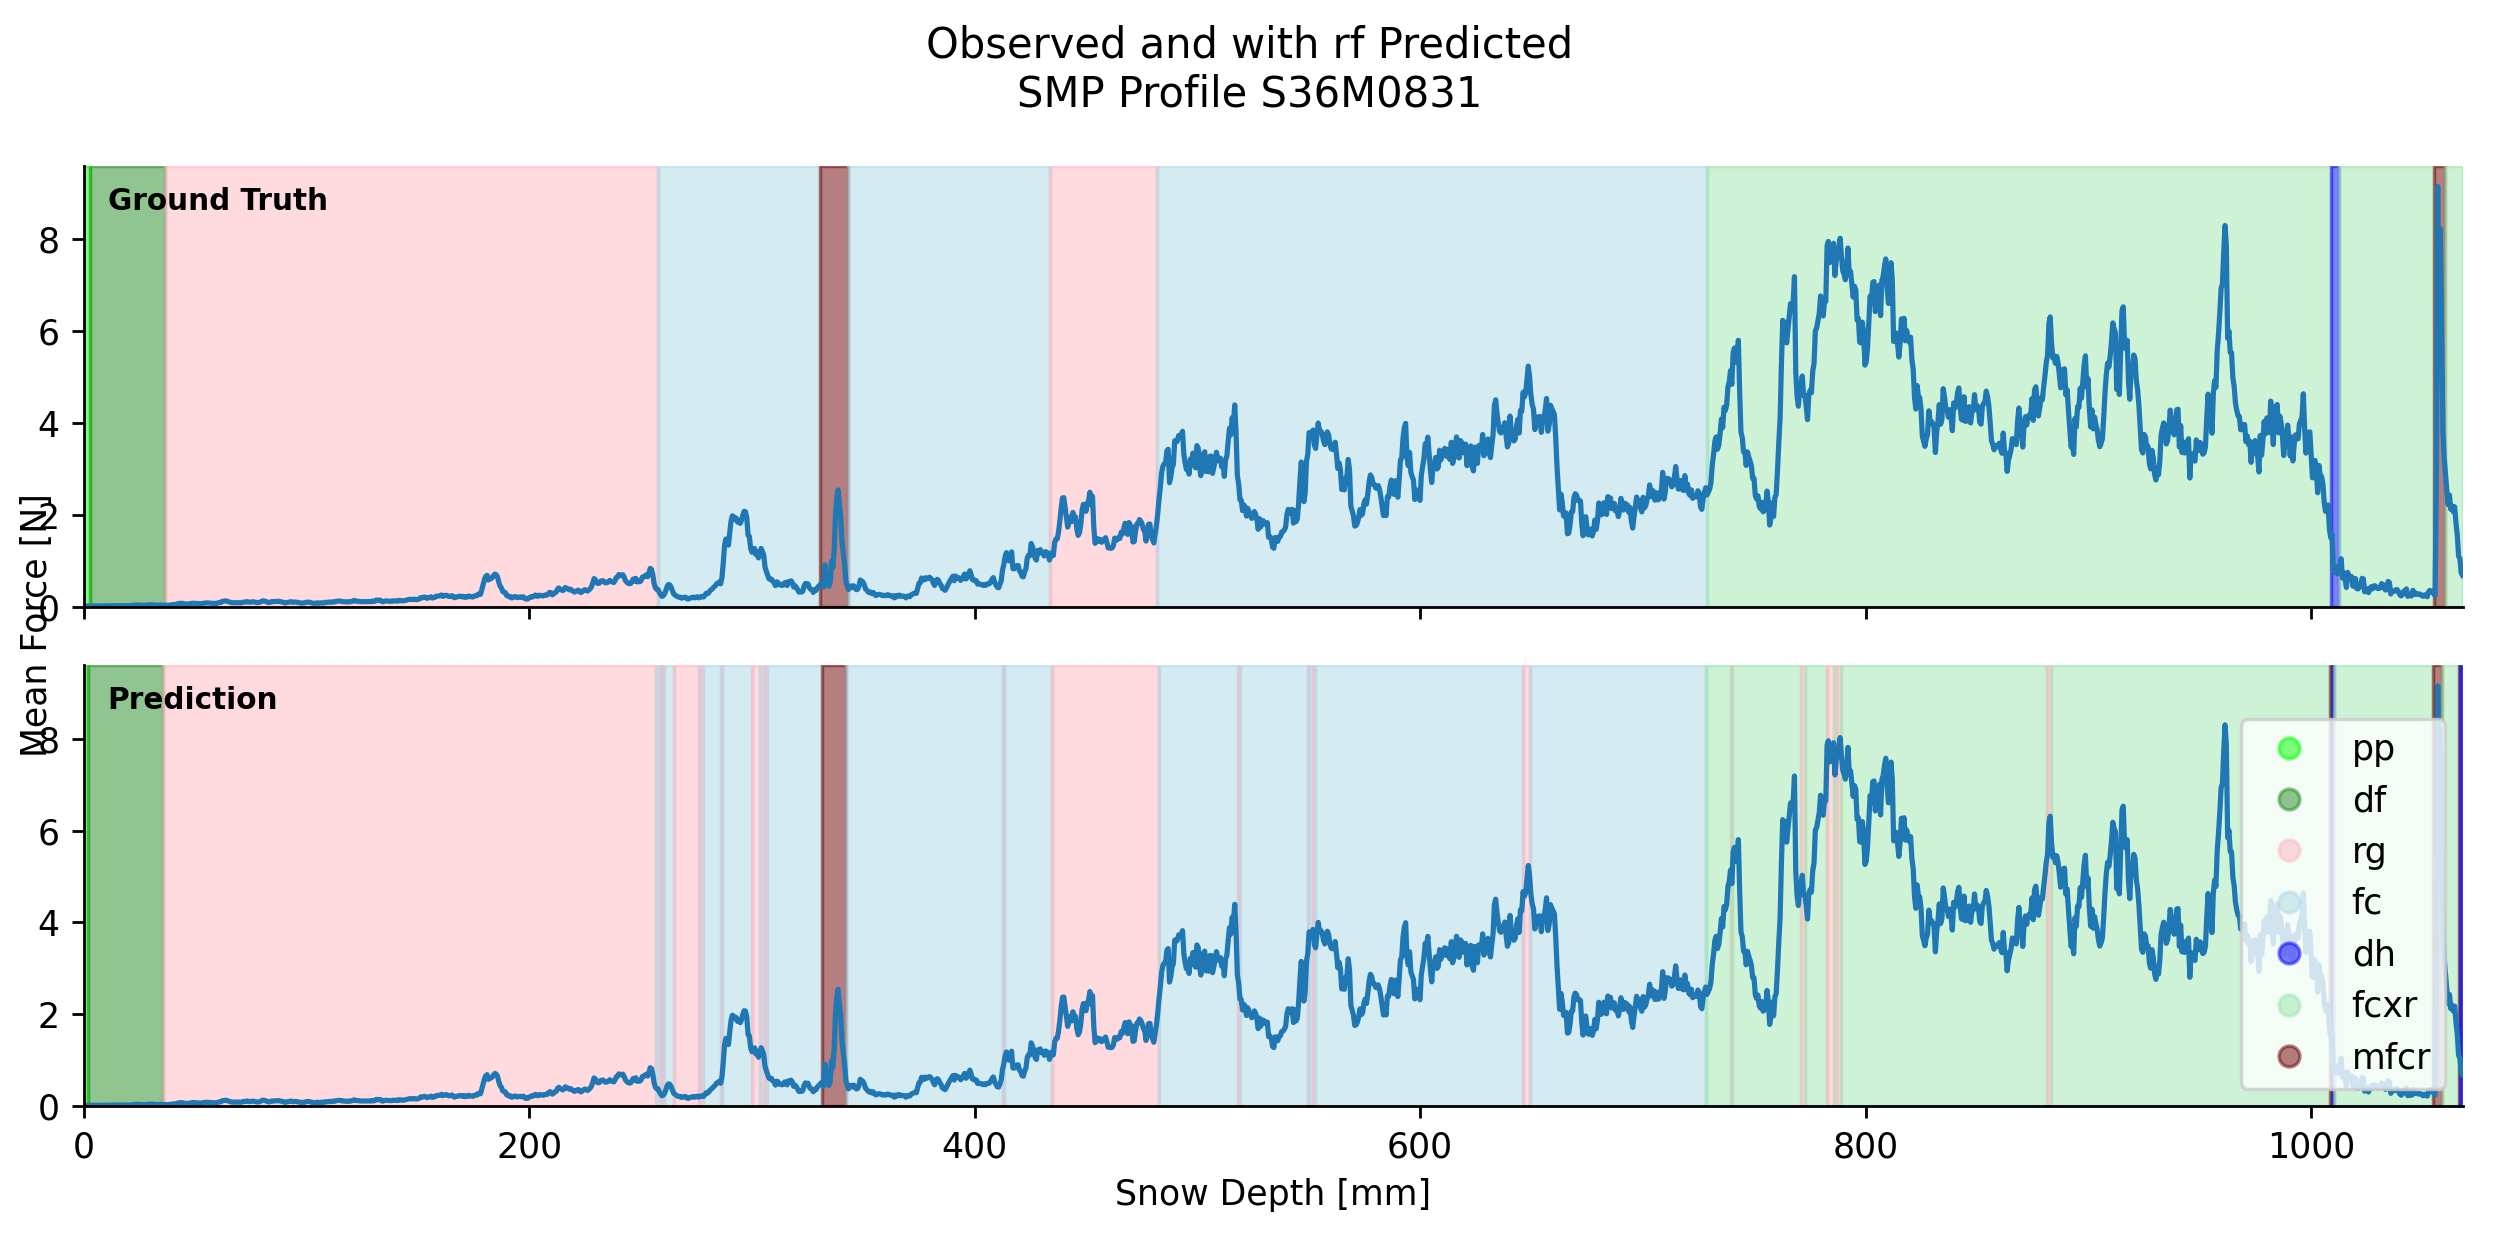 Observed and with rf Predicted
SMP Profile S36M0831
Ground Truth
8
6
4
2
0
Mean Force [N]
Prediction
8
6
4
2
0
pp
df
rg
fc
dh
fcxr
mfcr
0 200 400 600 800 1000
Snow Depth [mm]